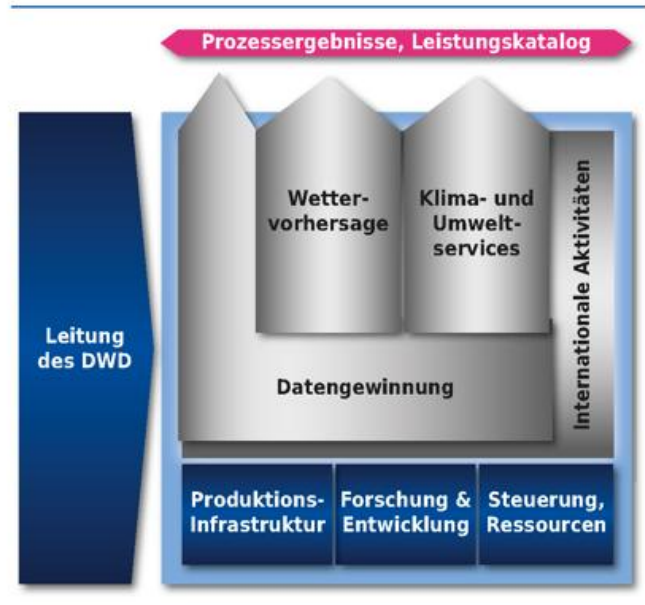 Prozessergebnisse, Leistungskatalog
Leitung
des DWD
Wetter-
vorhersage
Klima- und
Umwelt-
services
Internationale Aktivitäten
Datengewinnung
Produktions-
Infrastruktur
Forschung &
Entwicklung
Steuerung,
Ressourcen